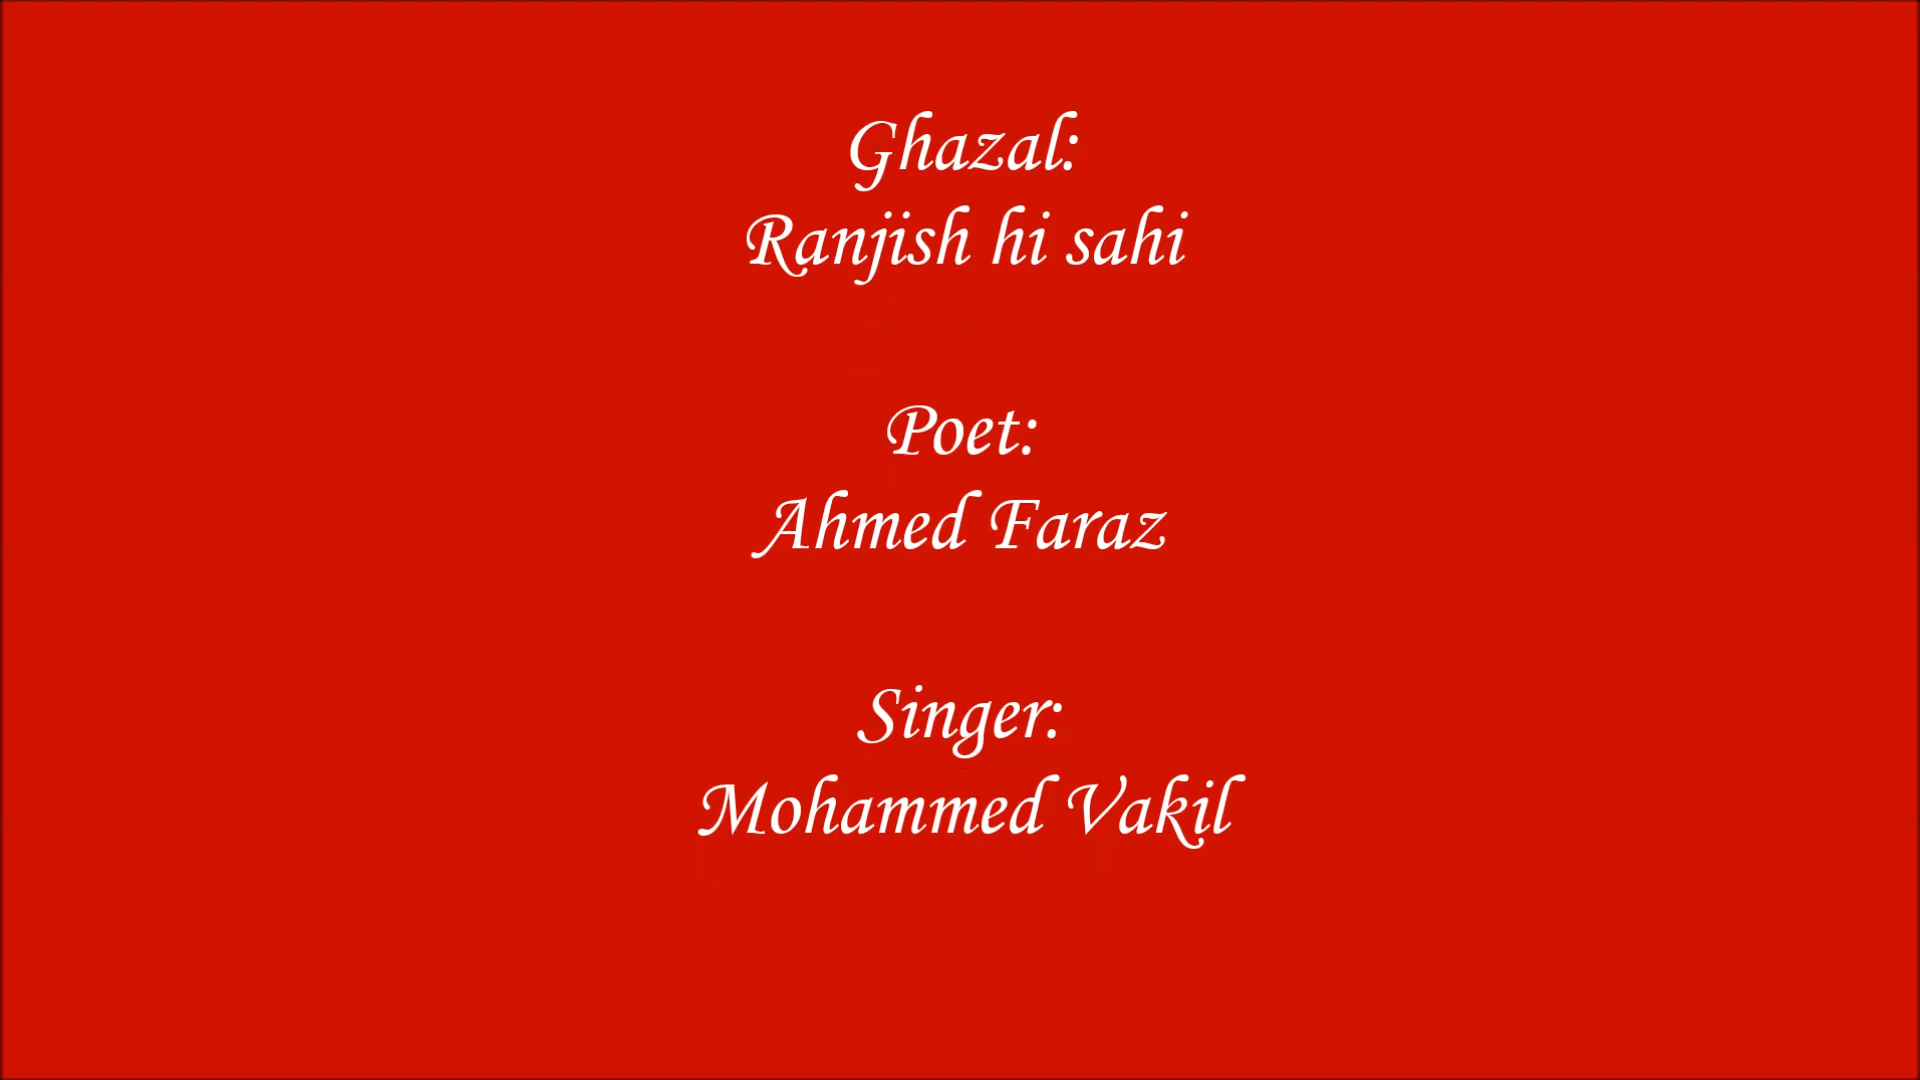 Ghazal:
Ranjish hi sahi
Poet:
Ahmed Faraz
Singer:
Mohammed Vakil